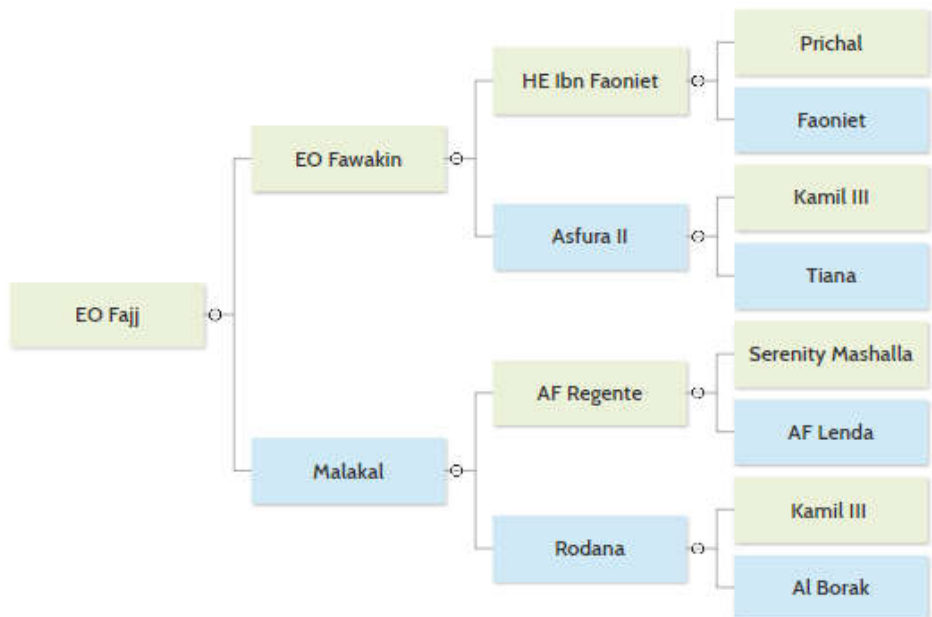 Prichal
HE Ibn Faoniet
Faoniet
EO Fawakin
Kamil III
Asfura II
Tiana
EO Fajj
Serenity Mashalla
AF Regente
AF Lenda
Malakal
Kamil III
Rodana
Al Borak